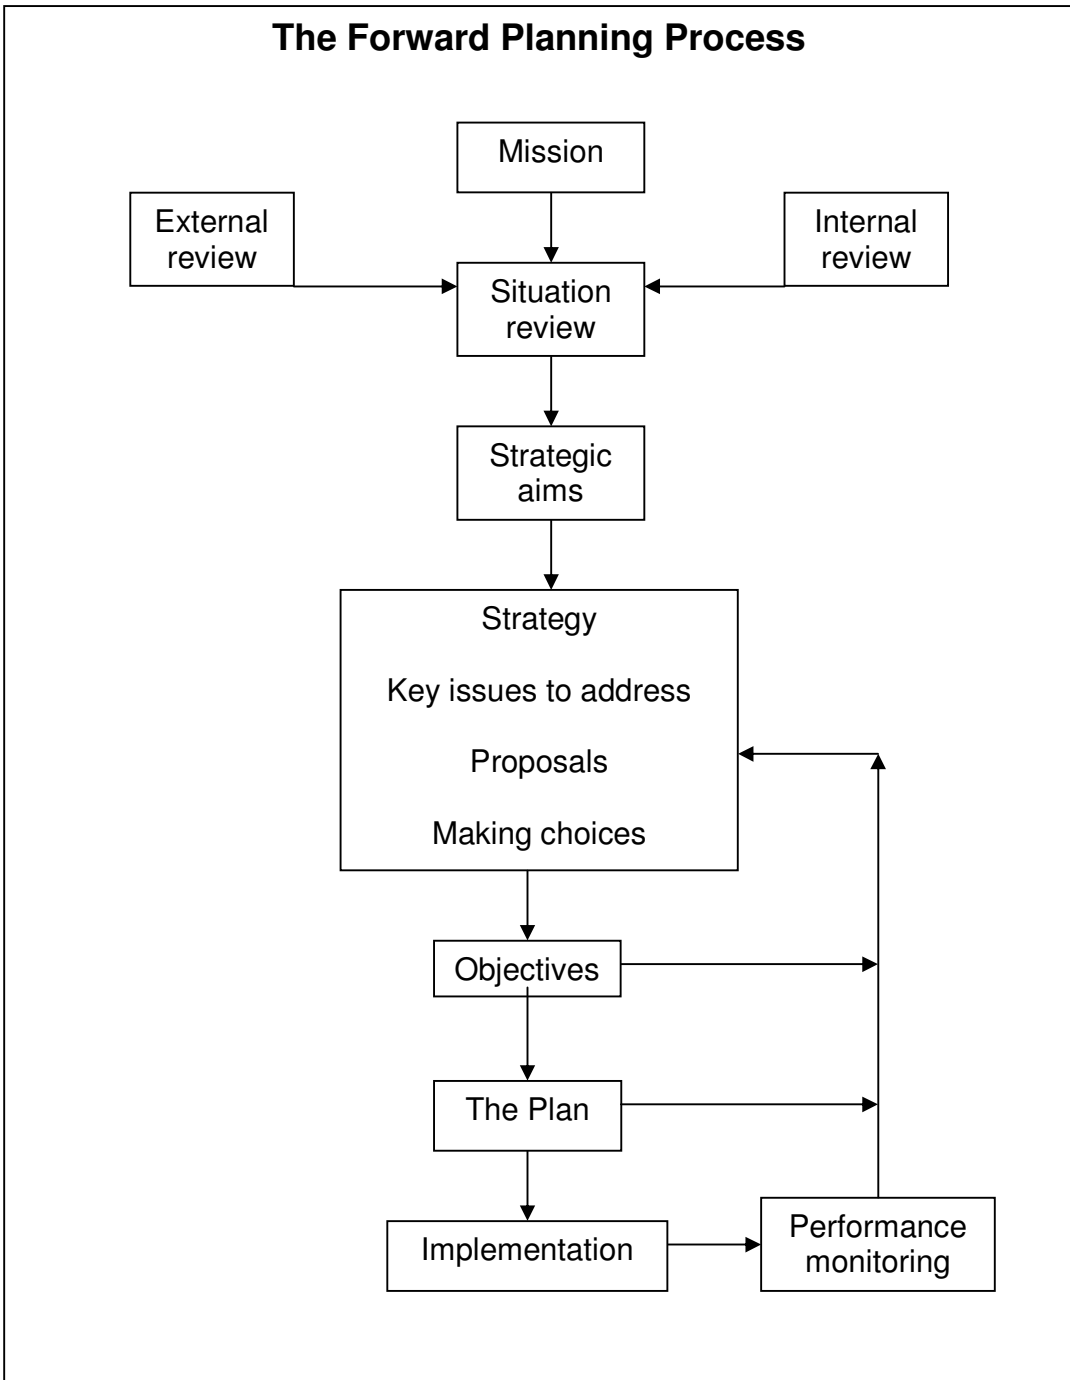 The Forward Planning Process
Mission
External
review
Internal
review
Situation
review
Strategic
aims
Strategy
Key issues to address
Proposals
Making choices
Objectives
The Plan
Implementation
Performance
monitoring